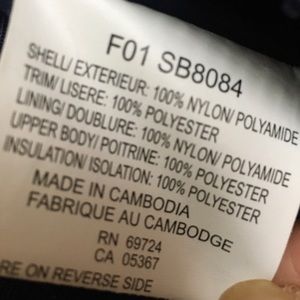 F01 SB8084
SHELL/ EXTERIEUR: 100% NYLON/ POLYAMIDE
TRIM/ LISERE: 100% POLYESTER
LINING/ DOUBLURE: 100% NYLON/ POLYAMIDE
UPPER BODY/ POITRINE: 100% POLYESTER
INSULATION/ ISOLATION: 100% POLYESTER
MADE IN CAMBODIA
FABRIQUE AU CAMBODGE
RN 69724
CA 05367
RE ON REVERSE SIDE